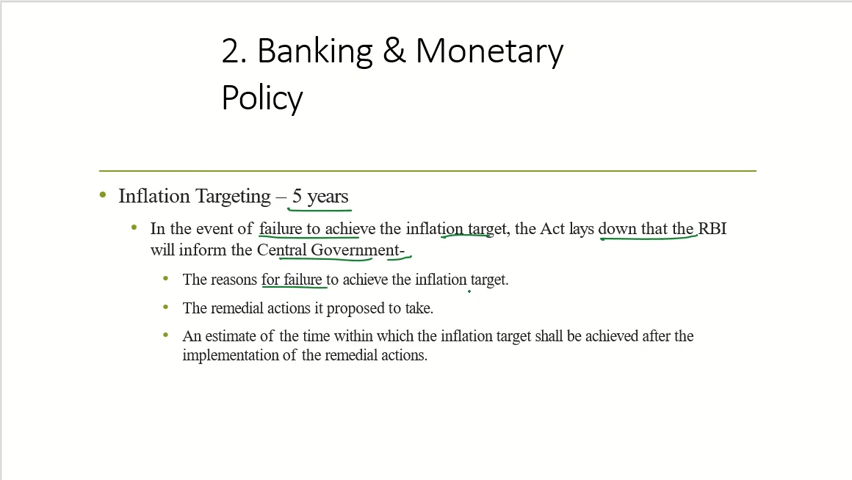 2. Banking & Monetary
Policy
• Inflation Targeting – 5 years
• In the event of failure to achieve the inflation target, the Act lays down that the RBI
will inform the Central Government-
• The reasons for failure to achieve the inflation target.
• The remedial actions it proposed to take.
• An estimate of the time within which the inflation target shall be achieved after the
implementation of the remedial actions.